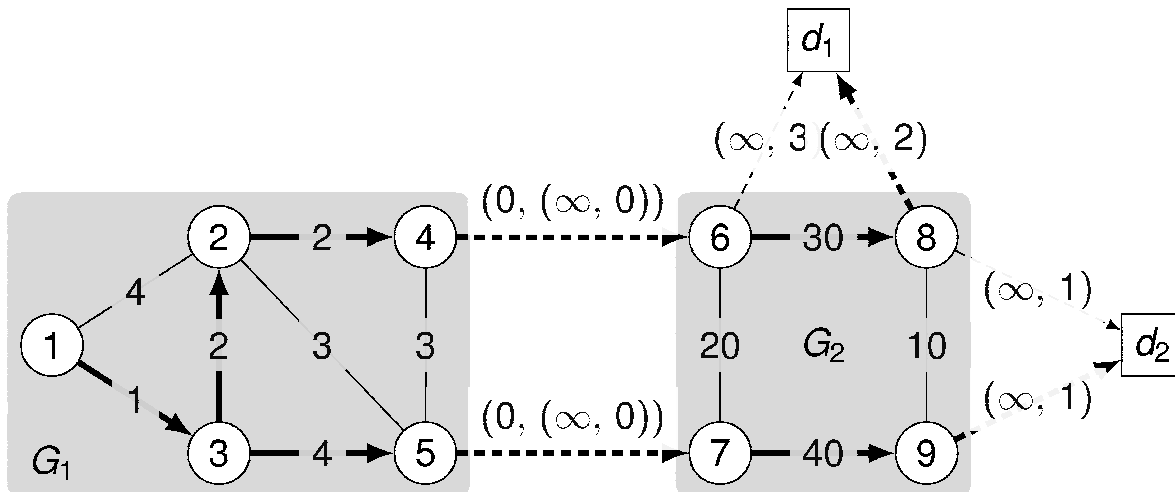 d1
(∞, 3 (∞, 2)
(0, (∞, 0))
2 2 4 6 30 8
4
(∞, 1)
1 2 3 3 20 G2 10 d2
1
(0, (∞, 0))
(∞, 1)
G1 3 4 5 7 40 9